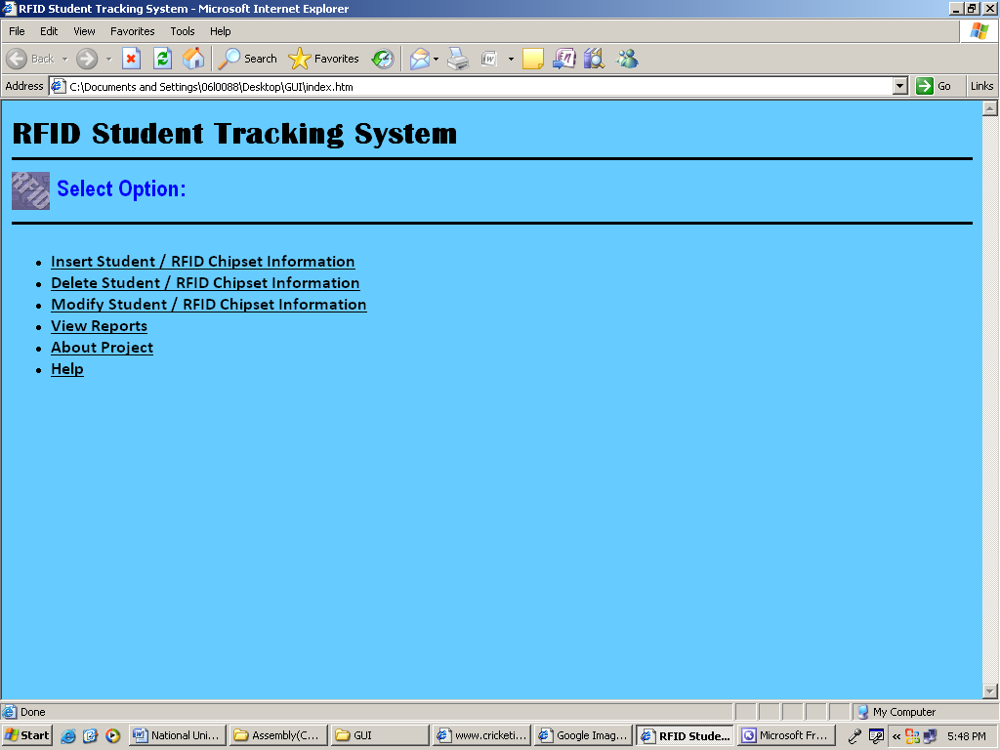 RFID Student Tracking System - Microsoft Internet Explorer
File Edit View Favorites Tools Help
Back Search Favorites
Address C:\Documents and Settings\06l0088\Desktop\GUI\index.htm Go Links
RFID Student Tracking System
RFID Select Option:
Insert Student / RFID Chipset Information
Delete Student / RFID Chipset Information
Modify Student / RFID Chipset Information
View Reports
About Project
Help
Done My Computer
Start National Uni... Assembly(C... GUI www.cricketi... Google Imag... RFID Stude... Microsoft Fr... « 5:48 PM